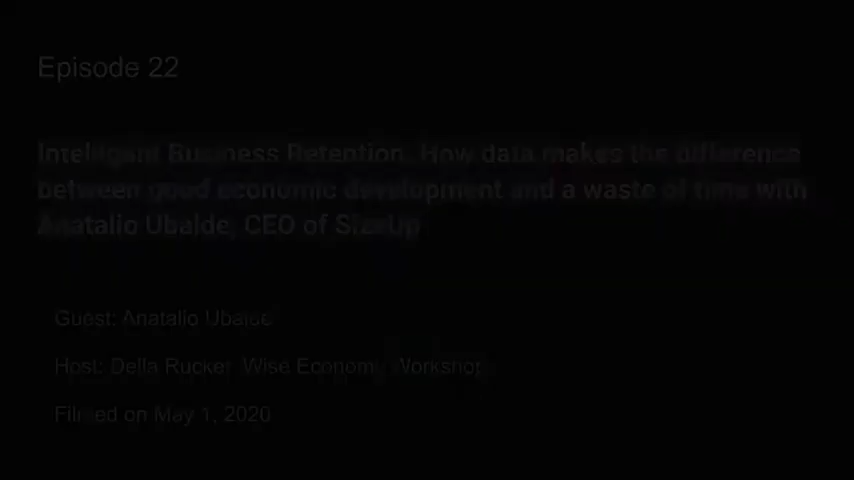 Episode 22
Intelligent Business Retention: How data makes the difference
between good economic development and a waste of time with
Anatalio Ubalde, CEO of SizeUp
Guest: Anatalio Ubalde
Host: Della Rucker, Wise Economy Workshop
Filmed on May 1, 2020